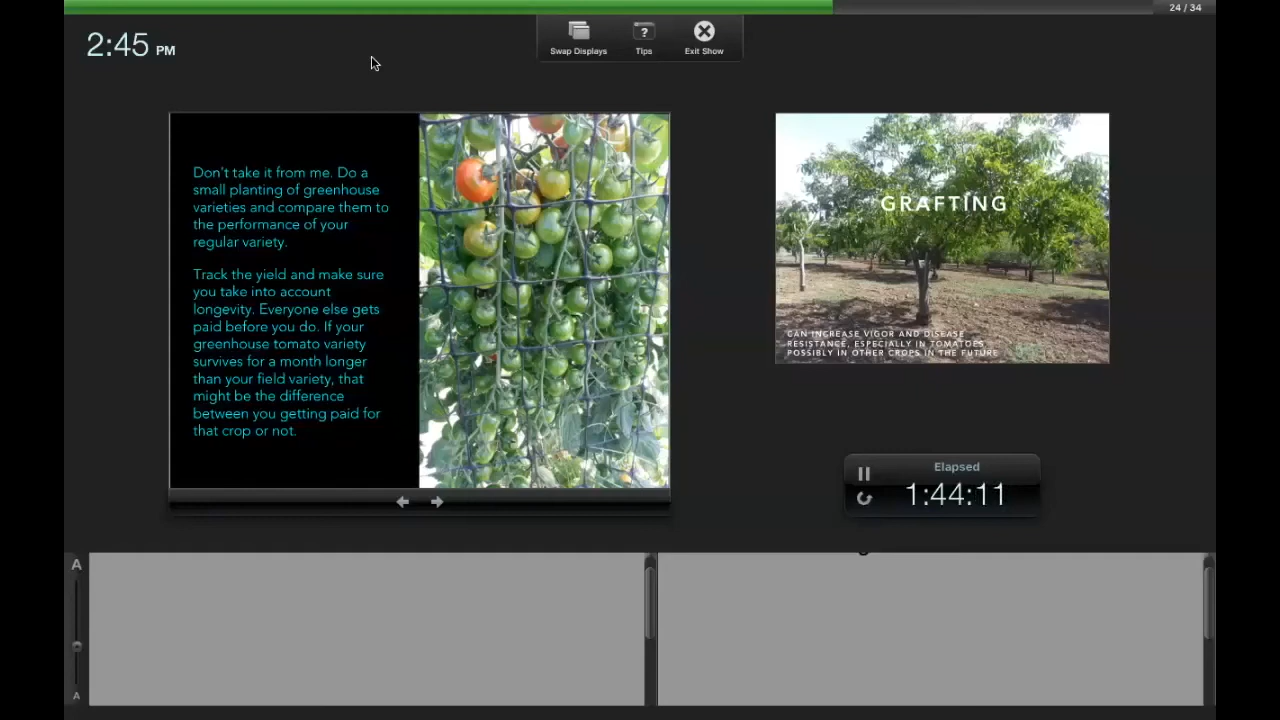 24 / 34
2:45 PM
Swap Displays
Tips
Exit Show
Don't take it from me. Do a
small planting of greenhouse
varieties and compare them to
the performance of your
regular variety.
Track the yield and make sure
you take into account
longevity. Everyone else gets
paid before you do. If your
greenhouse tomato variety
survives for a month longer
than your field variety, that
might be the difference
between you getting paid for
that crop or not.
GRAFTING
CAN INCREASE VIGOR AND DISEASE
RESISTANCE, ESPECIALLY IN TOMATOES
POSSIBLY IN OTHER CROPS IN THE FUTURE
Elapsed
1:44:11
A
A